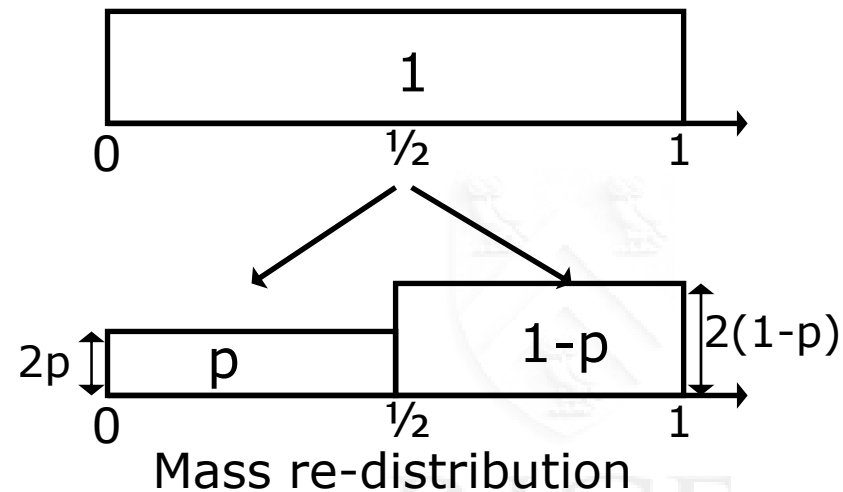 1
0 ½ 1
2p p 1-p 2(1-p)
0 ½ 1
Mass re-distribution